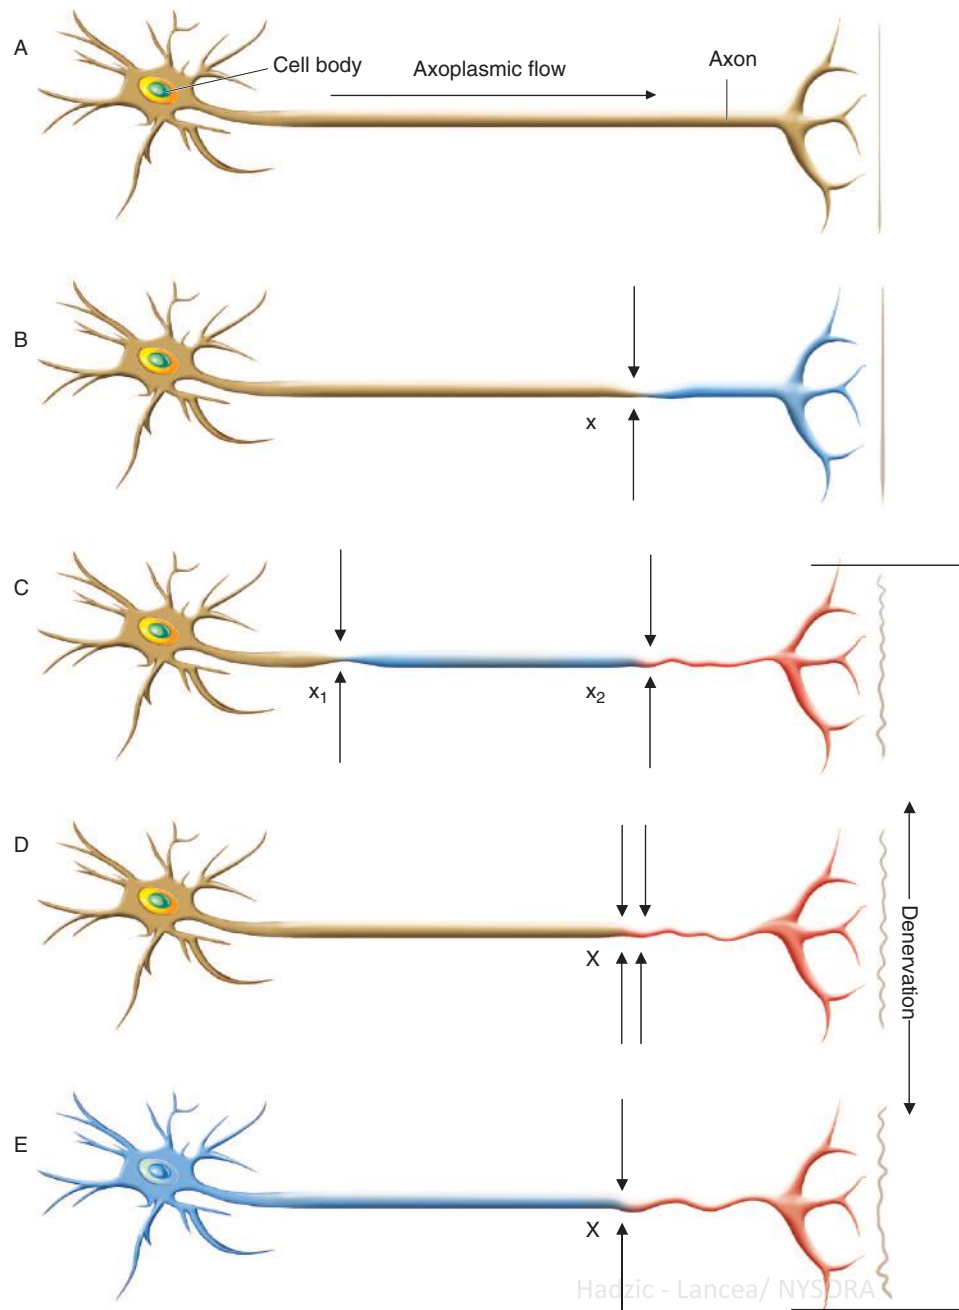 A
Cell body
Axoplasmic flow
Axon
B
x
C
x₁
x₂
D
X
Denervation
E
X
Hadzic - Lancea/ NYSORA